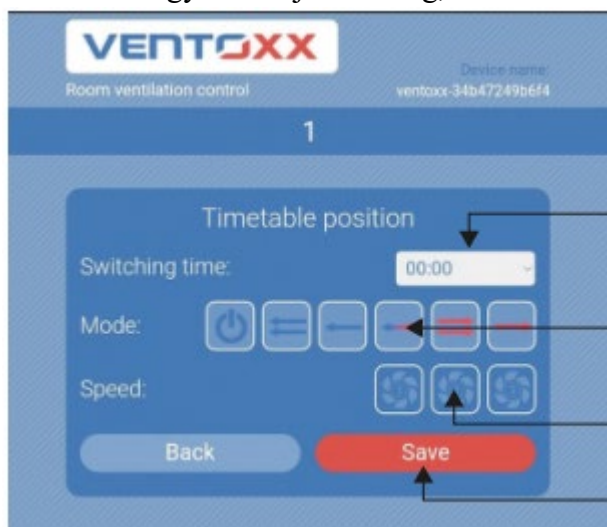 VENTOXX
Device name:
Room ventilation control
ventoxx-34b47249b6f4
1
Timetable position
Switching time:
00:00
Mode:
Speed:
Back
Save